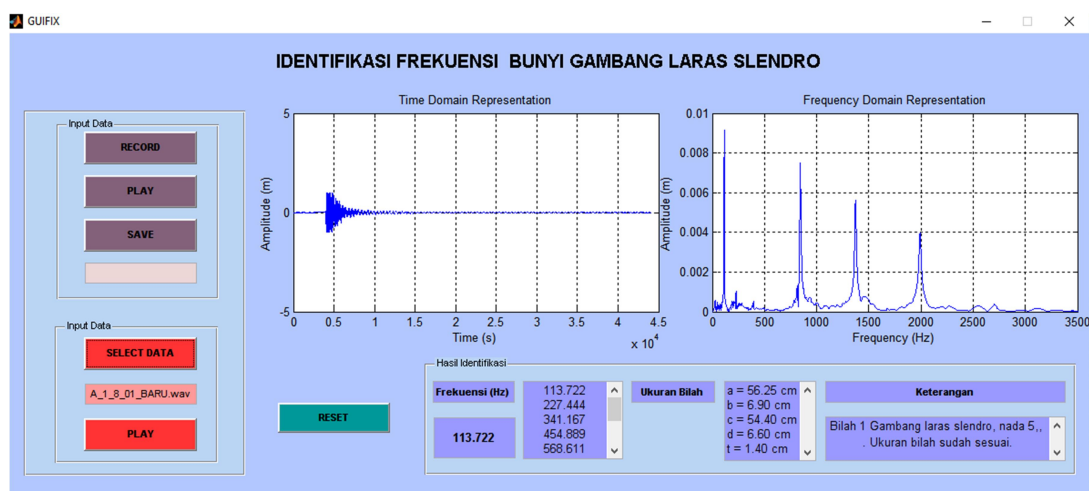 GUIFIX
IDENTIFIKASI FREKUENSI BUNYI GAMBANG LARAS SLENDRO
Input Data
RECORD
PLAY
SAVE
Input Data
SELECT DATA
A_1_8_01_BARU.wav
PLAY
Time Domain Representation
Amplitude (m)
5
0
-5
0 0.5 1 1.5 2 2.5 3 3.5 4 4.5
Time (s)
x 10^4
Frequency Domain Representation
Amplitude (m)
0.01
0.008
0.006
0.004
0.002
0
0 500 1000 1500 2000 2500 3000 3500
Frequency (Hz)
RESET
Hasil Identifikasi
Frekuensi (Hz)
113.722
113.722
227.444
341.167
454.889
568.611
Ukuran Bilah
a = 56.25 cm
b = 6.90 cm
c = 54.40 cm
d = 6.60 cm
t = 1.40 cm
Keterangan
Bilah 1 Gambang laras slendro, nada 5,,
. Ukuran bilah sudah sesuai.